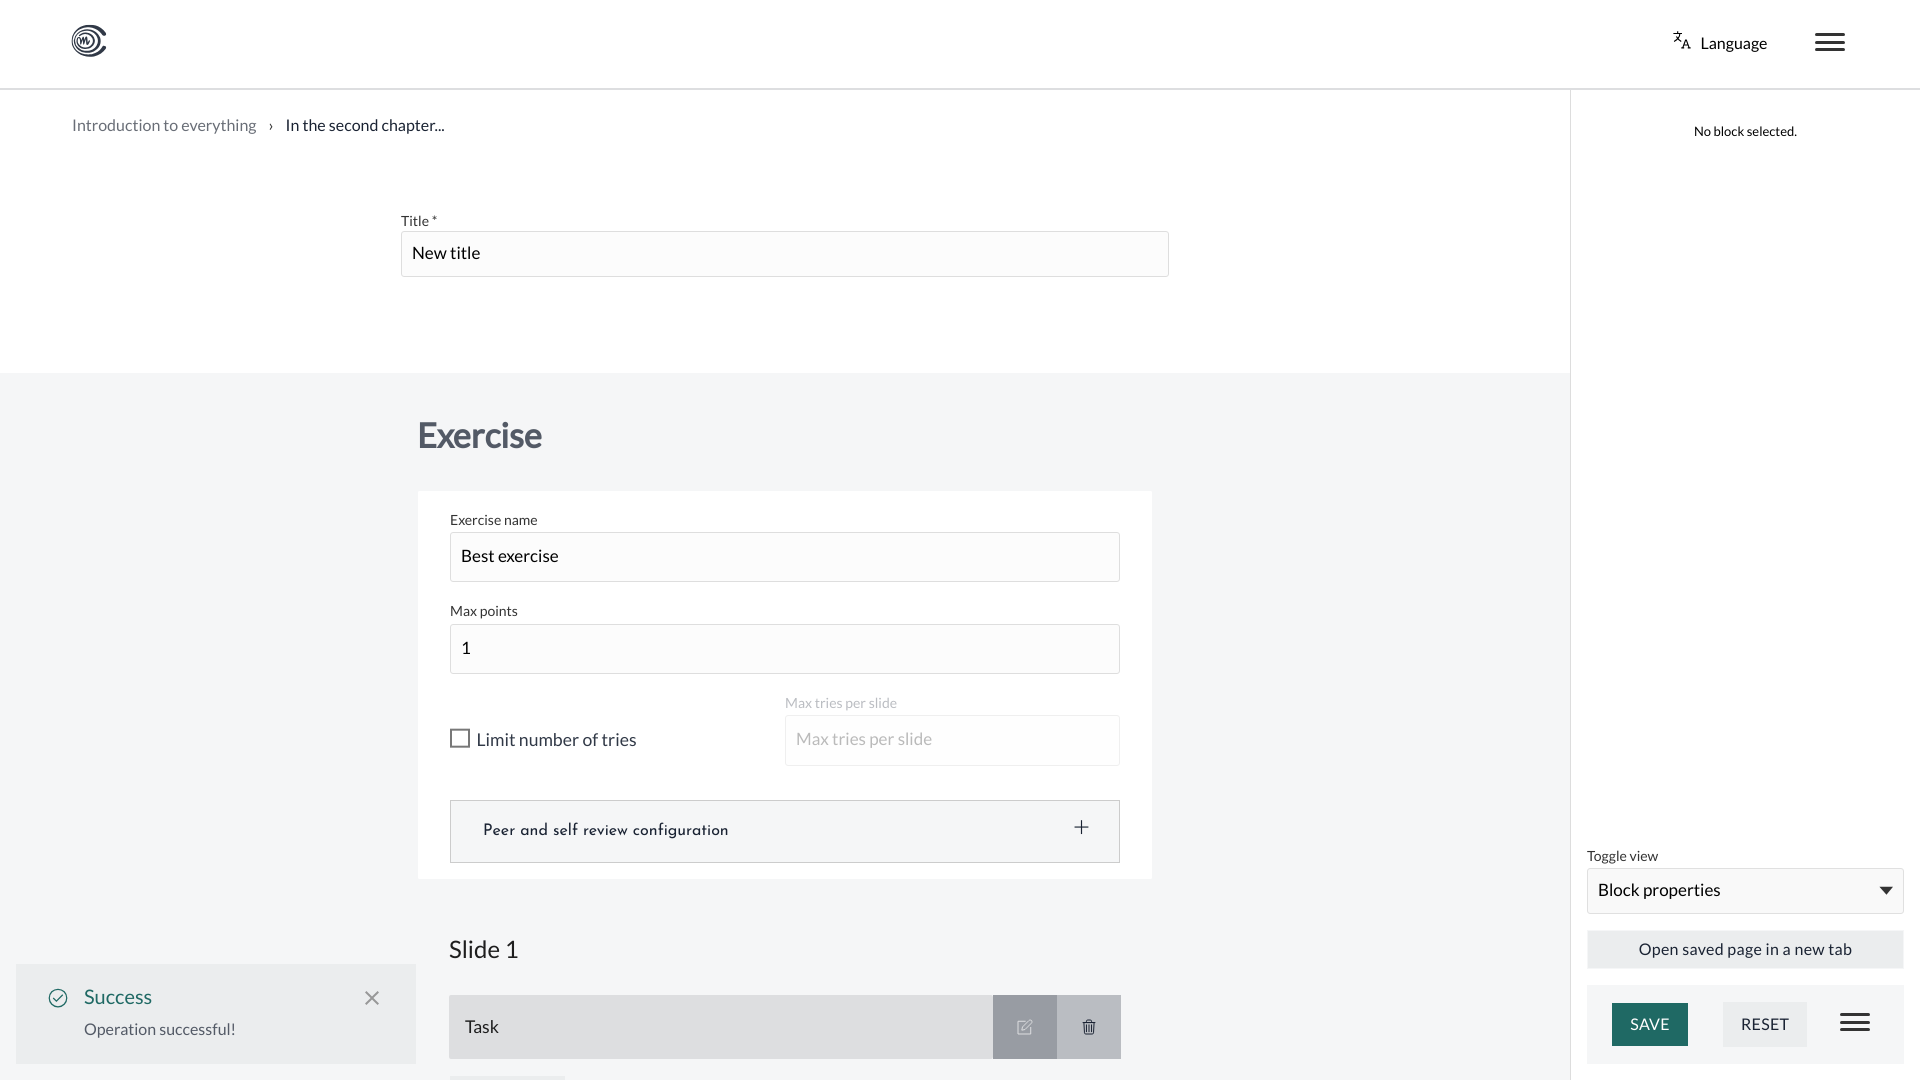 Language
Introduction to everything › In the second chapter...
No block selected.
Title *
New title
Exercise
Exercise name
Best exercise
Max points
1
Max tries per slide
Limit number of tries
Max tries per slide
Peer and self review configuration
Toggle view
Block properties
Slide 1
Open saved page in a new tab
Success
Operation successful!
Task
SAVE
RESET